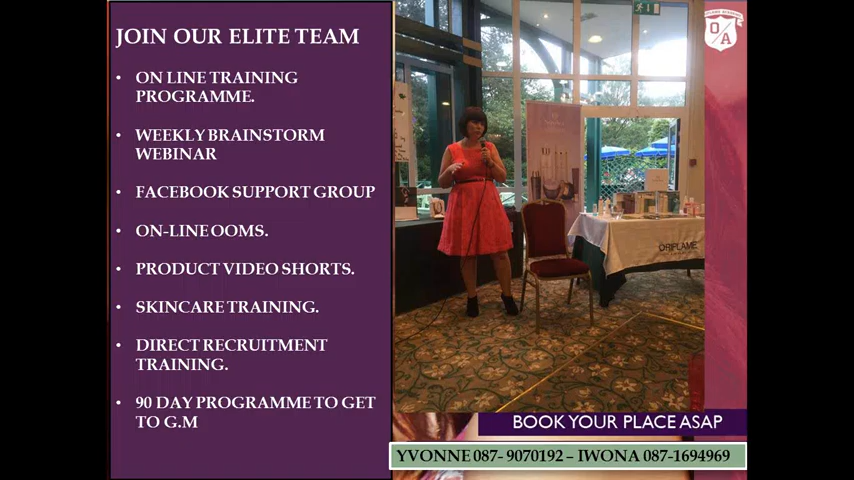 JOIN OUR ELITE TEAM
• ON LINE TRAINING
PROGRAMME.
• WEEKLY BRAINSTORM
WEBINAR
• FACEBOOK SUPPORT GROUP
• ON-LINE OOMS.
• PRODUCT VIDEO SHORTS.
• SKINCARE TRAINING.
• DIRECT RECRUITMENT
TRAINING.
• 90 DAY PROGRAMME TO GET
TO G.M
O A
ORIFLAME
BOOK YOUR PLACE ASAP
YVONNE 087- 9070192 – IWONA 087-1694969